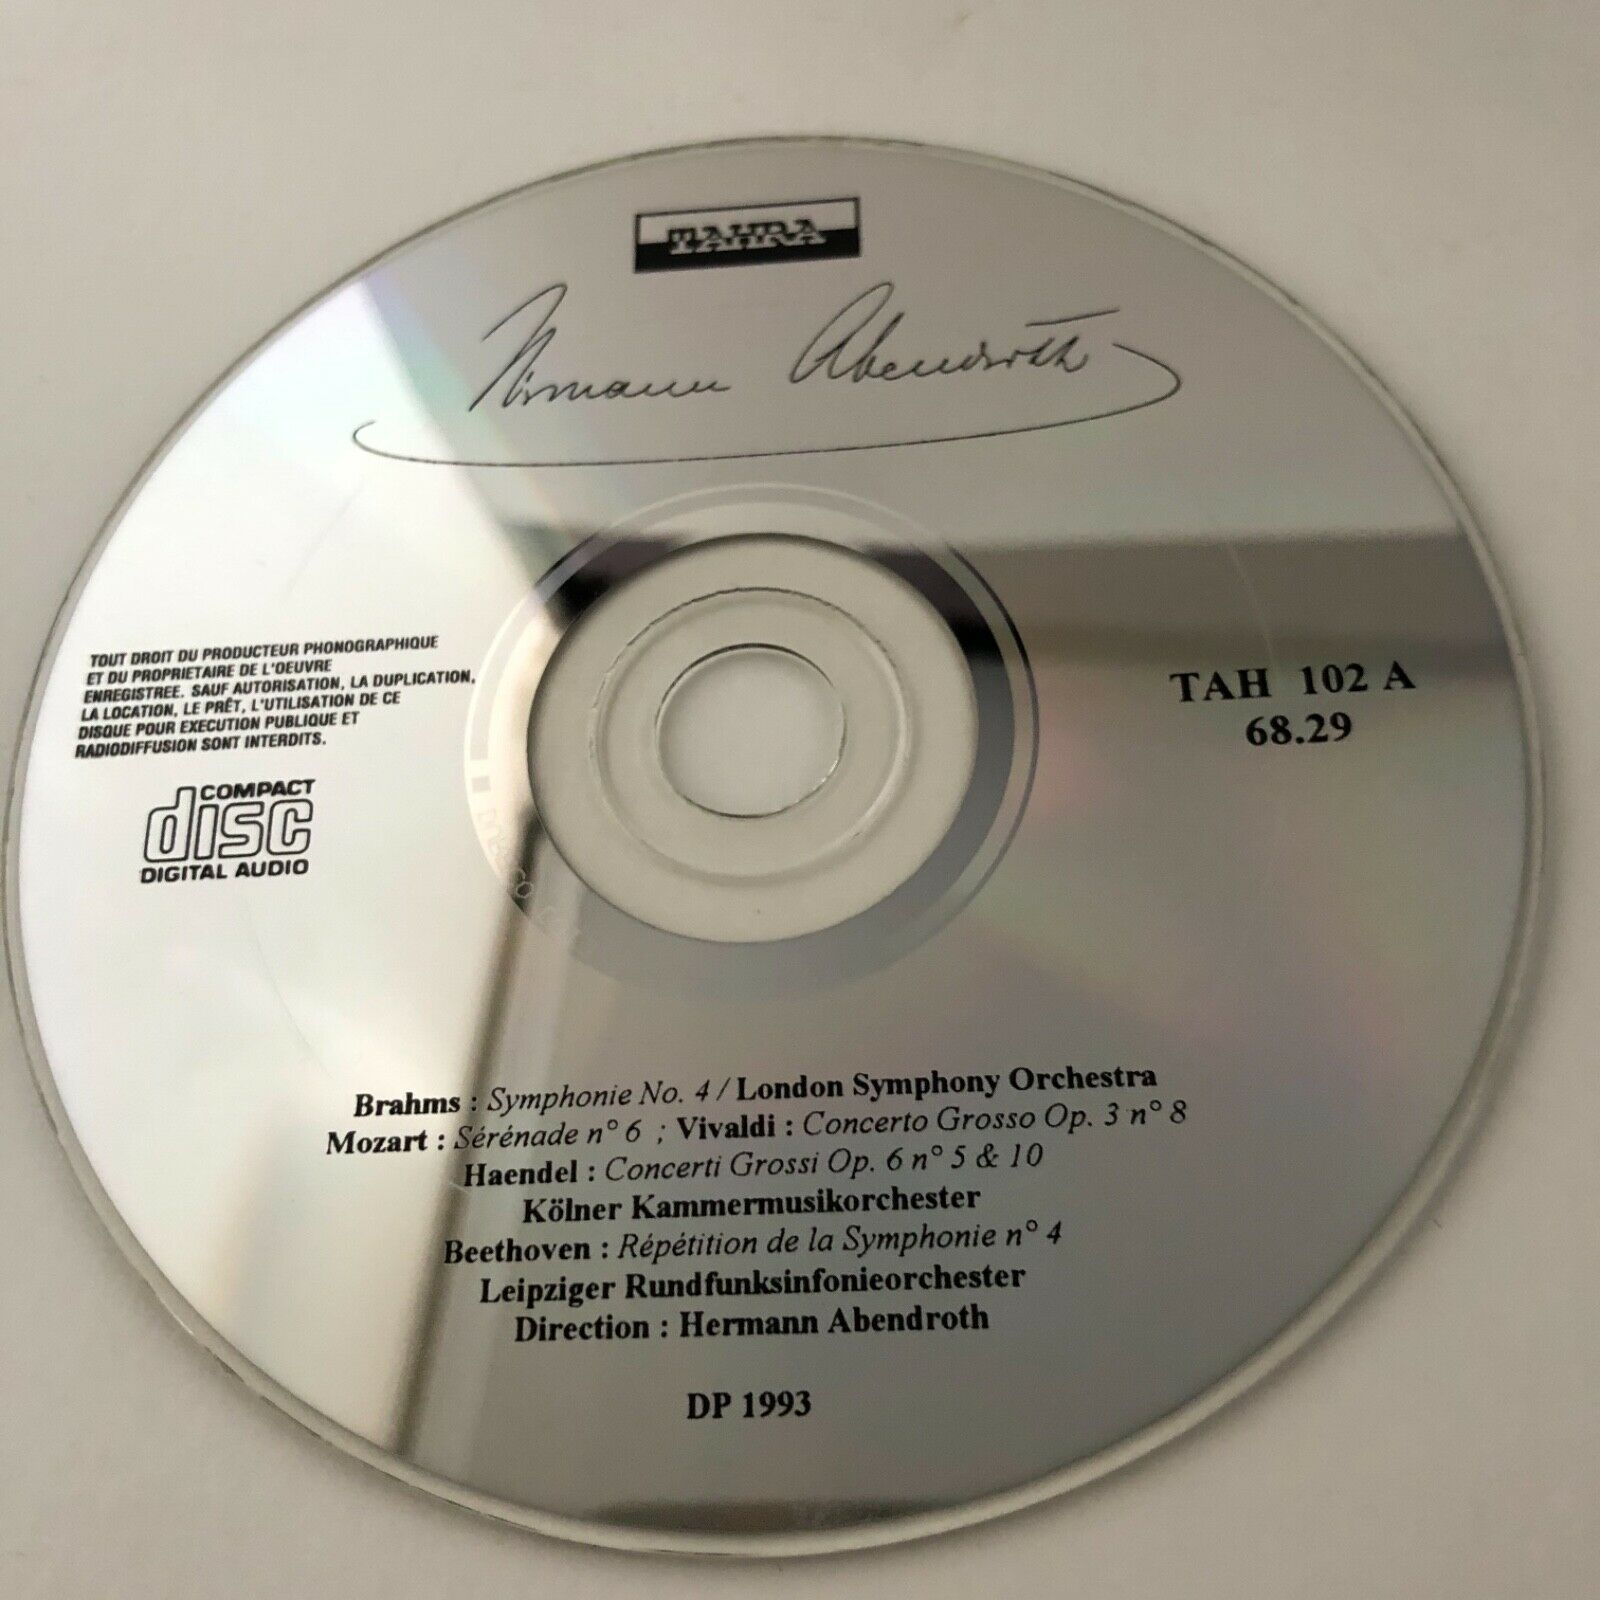 TAHRA
Hermann Abendroth
TOUT DROIT DU PRODUCTEUR PHONOGRAPHIQUE
ET DU PROPRIETAIRE DE L'OEUVRE
ENREGISTREE. SAUF AUTORISATION, LA DUPLICATION,
LA LOCATION, LE PRÊT, L'UTILISATION DE CE
DISQUE POUR EXECUTION PUBLIQUE ET
RADIODIFFUSION SONT INTERDITS.
COMPACT
disc
DIGITAL AUDIO
TAH 102 A
68.29
Brahms : Symphonie No. 4 / London Symphony Orchestra
Mozart : Sérénade n° 6 ; Vivaldi : Concerto Grosso Op. 3 n° 8
Haendel : Concerti Grossi Op. 6 n° 5 & 10
Kölner Kammermusikorchester
Beethoven : Répétition de la Symphonie n° 4
Leipziger Rundfunksinfonieorchester
Direction : Hermann Abendroth
DP 1993